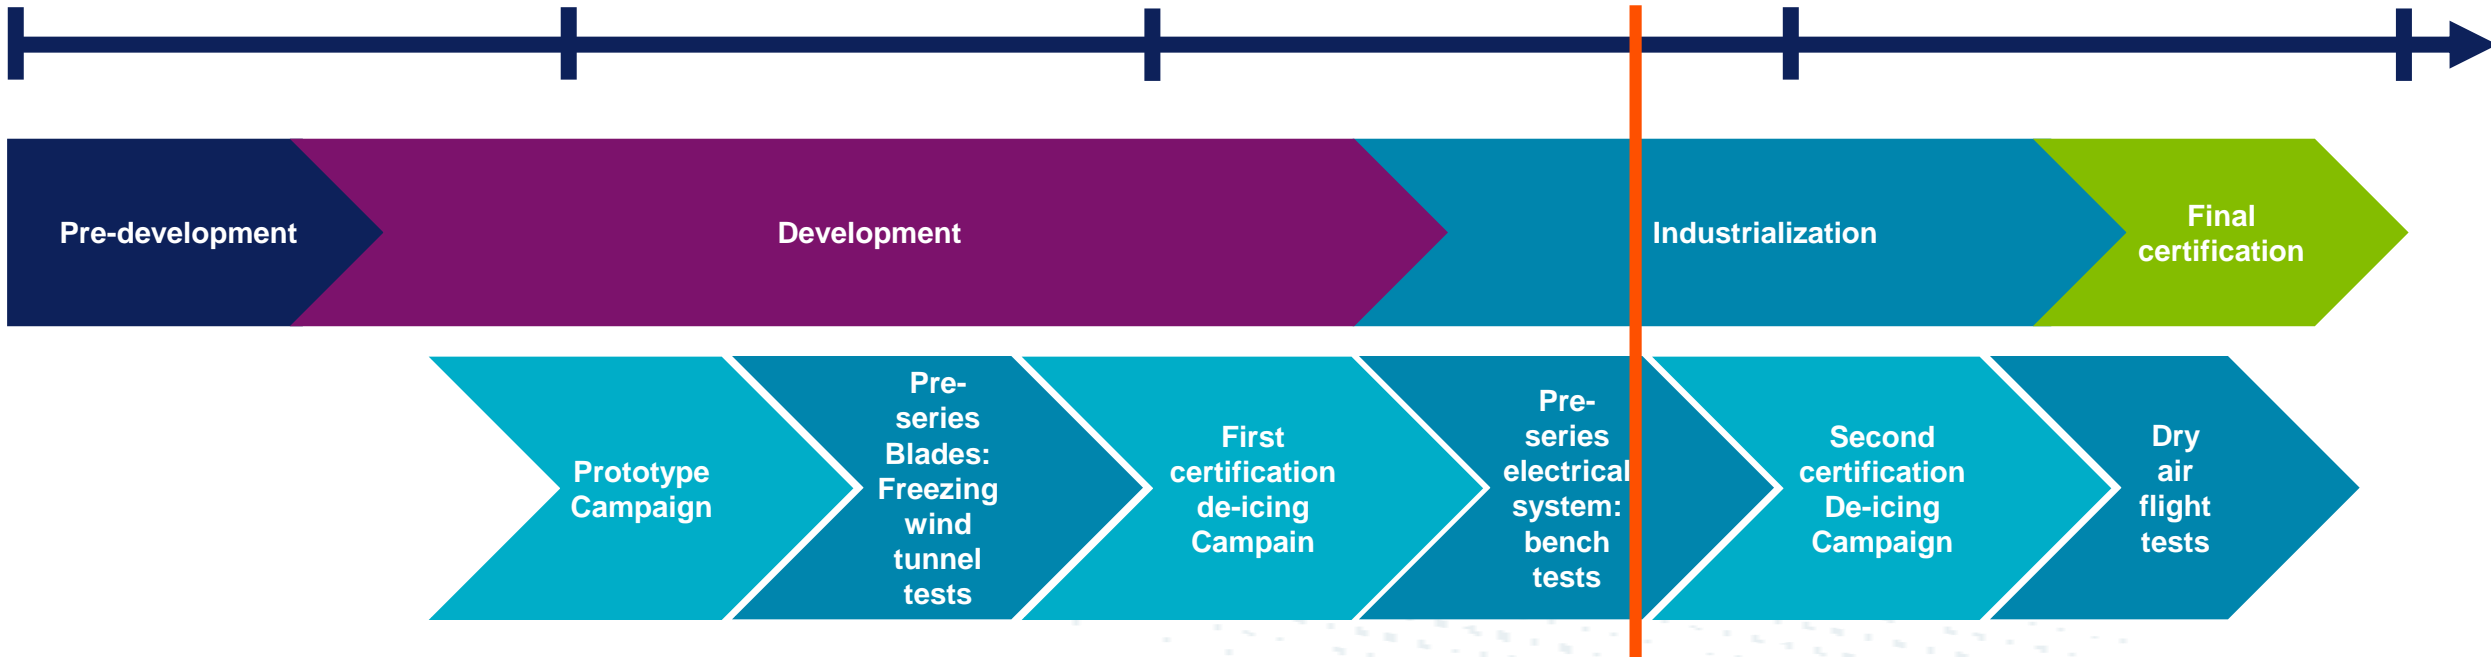 Pre-development
Development
Industrialization
Final
certification
Prototype
Campaign
Pre-
series
Blades:
Freezing
wind
tunnel
tests
First
certification
de-icing
Campain
Pre-
series
electrical
system:
bench
tests
Second
certification
De-icing
Campaign
Dry
air
flight
tests